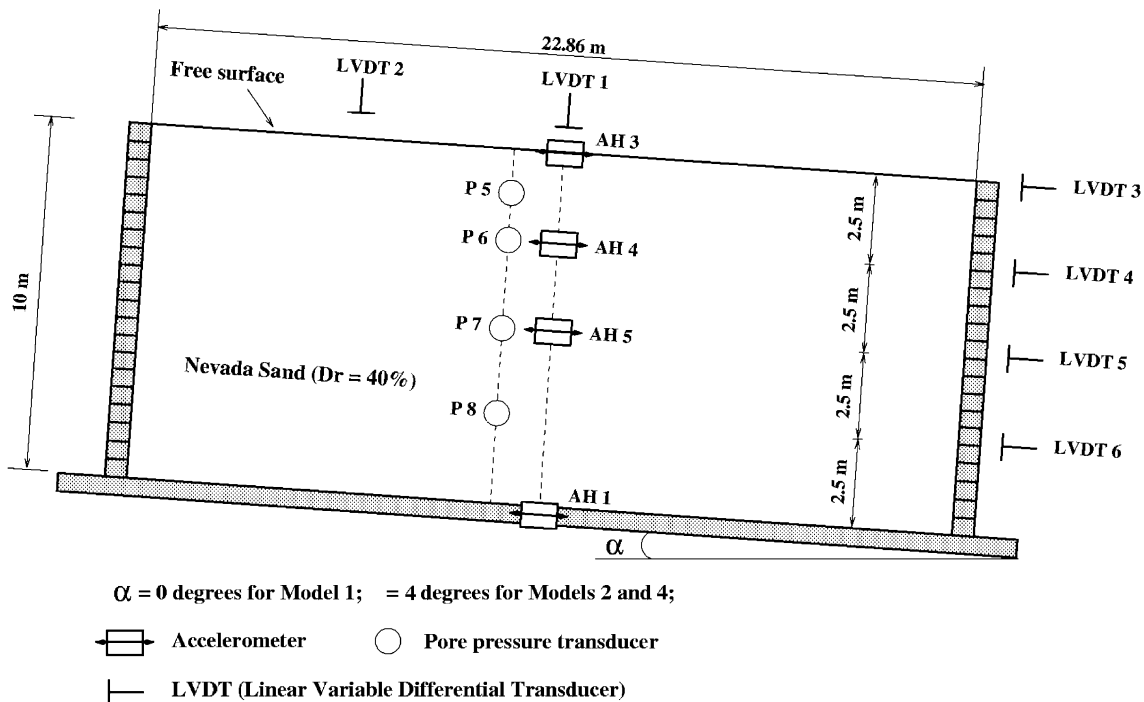 22.86 m
LVDT 2
LVDT 1
Free surface
AH 3
P 5
LVDT 3
2.5 m
P 6
AH 4
LVDT 4
10 m
2.5 m
P 7
AH 5
LVDT 5
Nevada Sand (Dr = 40%)
2.5 m
P 8
LVDT 6
2.5 m
AH 1
α
α = 0 degrees for Model 1; = 4 degrees for Models 2 and 4;
Accelerometer
Pore pressure transducer
LVDT (Linear Variable Differential Transducer)